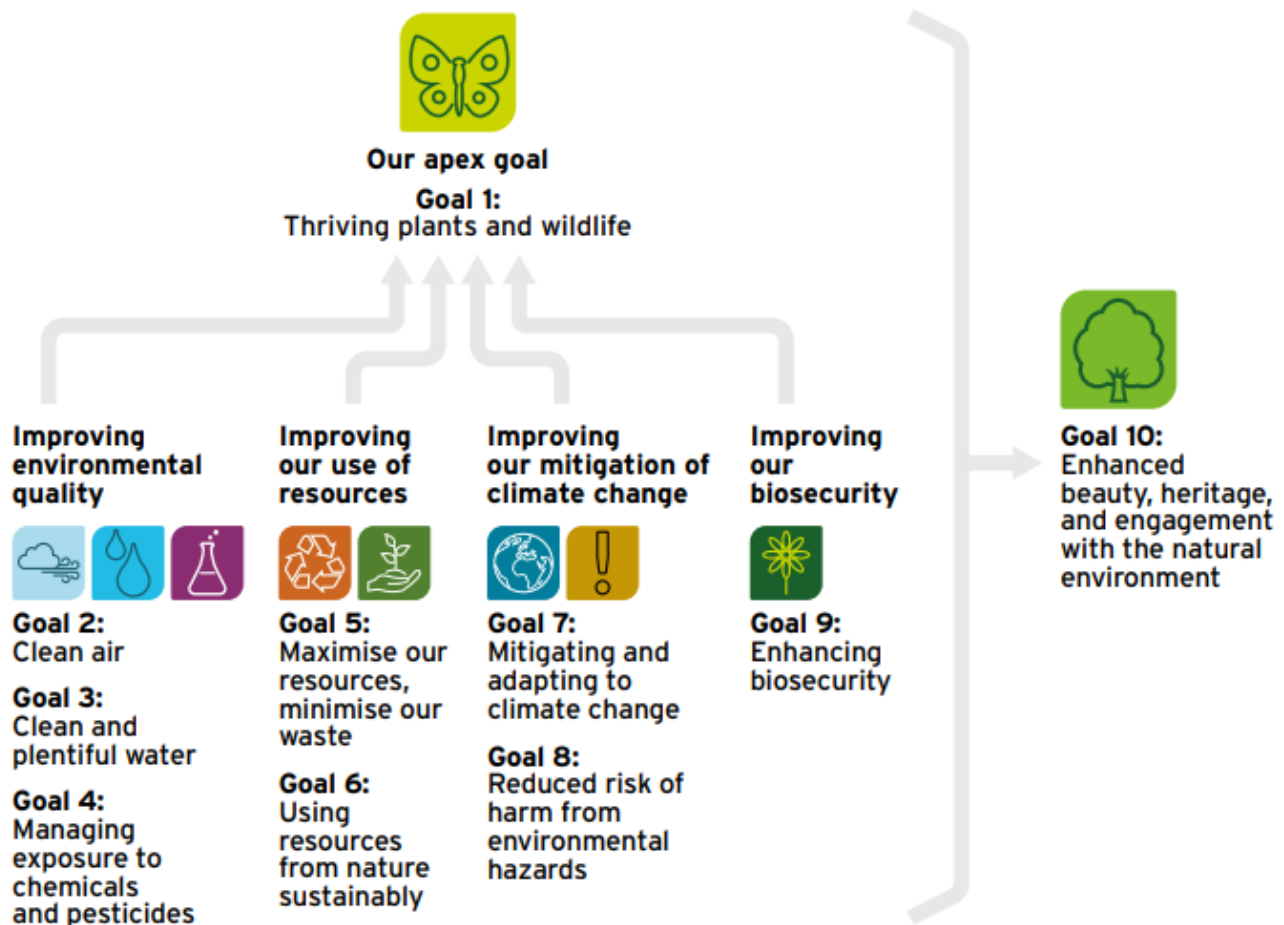 Our apex goal
Goal 1:
Thriving plants and wildlife
Improving
environmental
quality
Goal 2:
Clean air
Goal 3:
Clean and
plentiful water
Goal 4:
Managing
exposure to
chemicals
and pesticides
Improving
our use of
resources
Goal 5:
Maximise our
resources,
minimise our
waste
Goal 6:
Using
resources
from nature
sustainably
Improving
our mitigation of
climate change
Goal 7:
Mitigating and
adapting to
climate change
Goal 8:
Reduced risk of
harm from
environmental
hazards
Improving
our
biosecurity
Goal 9:
Enhancing
biosecurity
Goal 10:
Enhanced
beauty, heritage,
and engagement
with the natural
environment